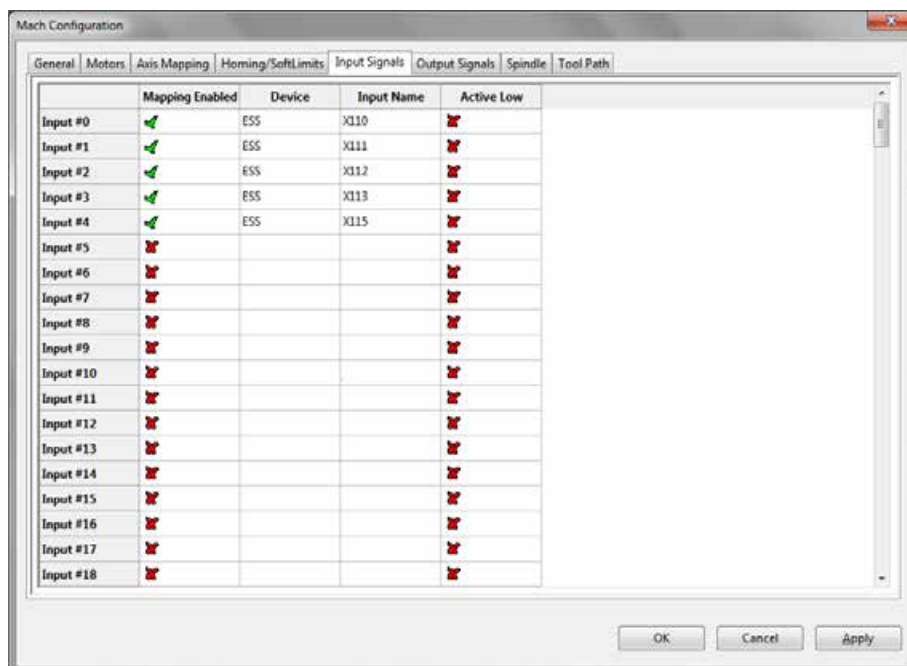 Mach Configuration
General Motors Axis Mapping Homing/SoftLimits Input Signals Output Signals Spindle Tool Path
Mapping Enabled Device Input Name Active Low
Input #0 ESS X110
Input #1 ESS X111
Input #2 ESS X112
Input #3 ESS X113
Input #4 ESS X115
Input #5
Input #6
Input #7
Input #8
Input #9
Input #10
Input #11
Input #12
Input #13
Input #14
Input #15
Input #16
Input #17
Input #18
OK Cancel Apply